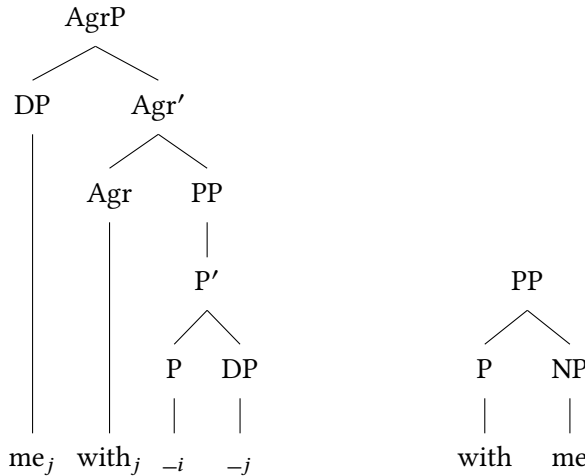 AgrP
DP Agr′
Agr PP
P′ PP
P DP P NP
me_j with_j _i _j with me